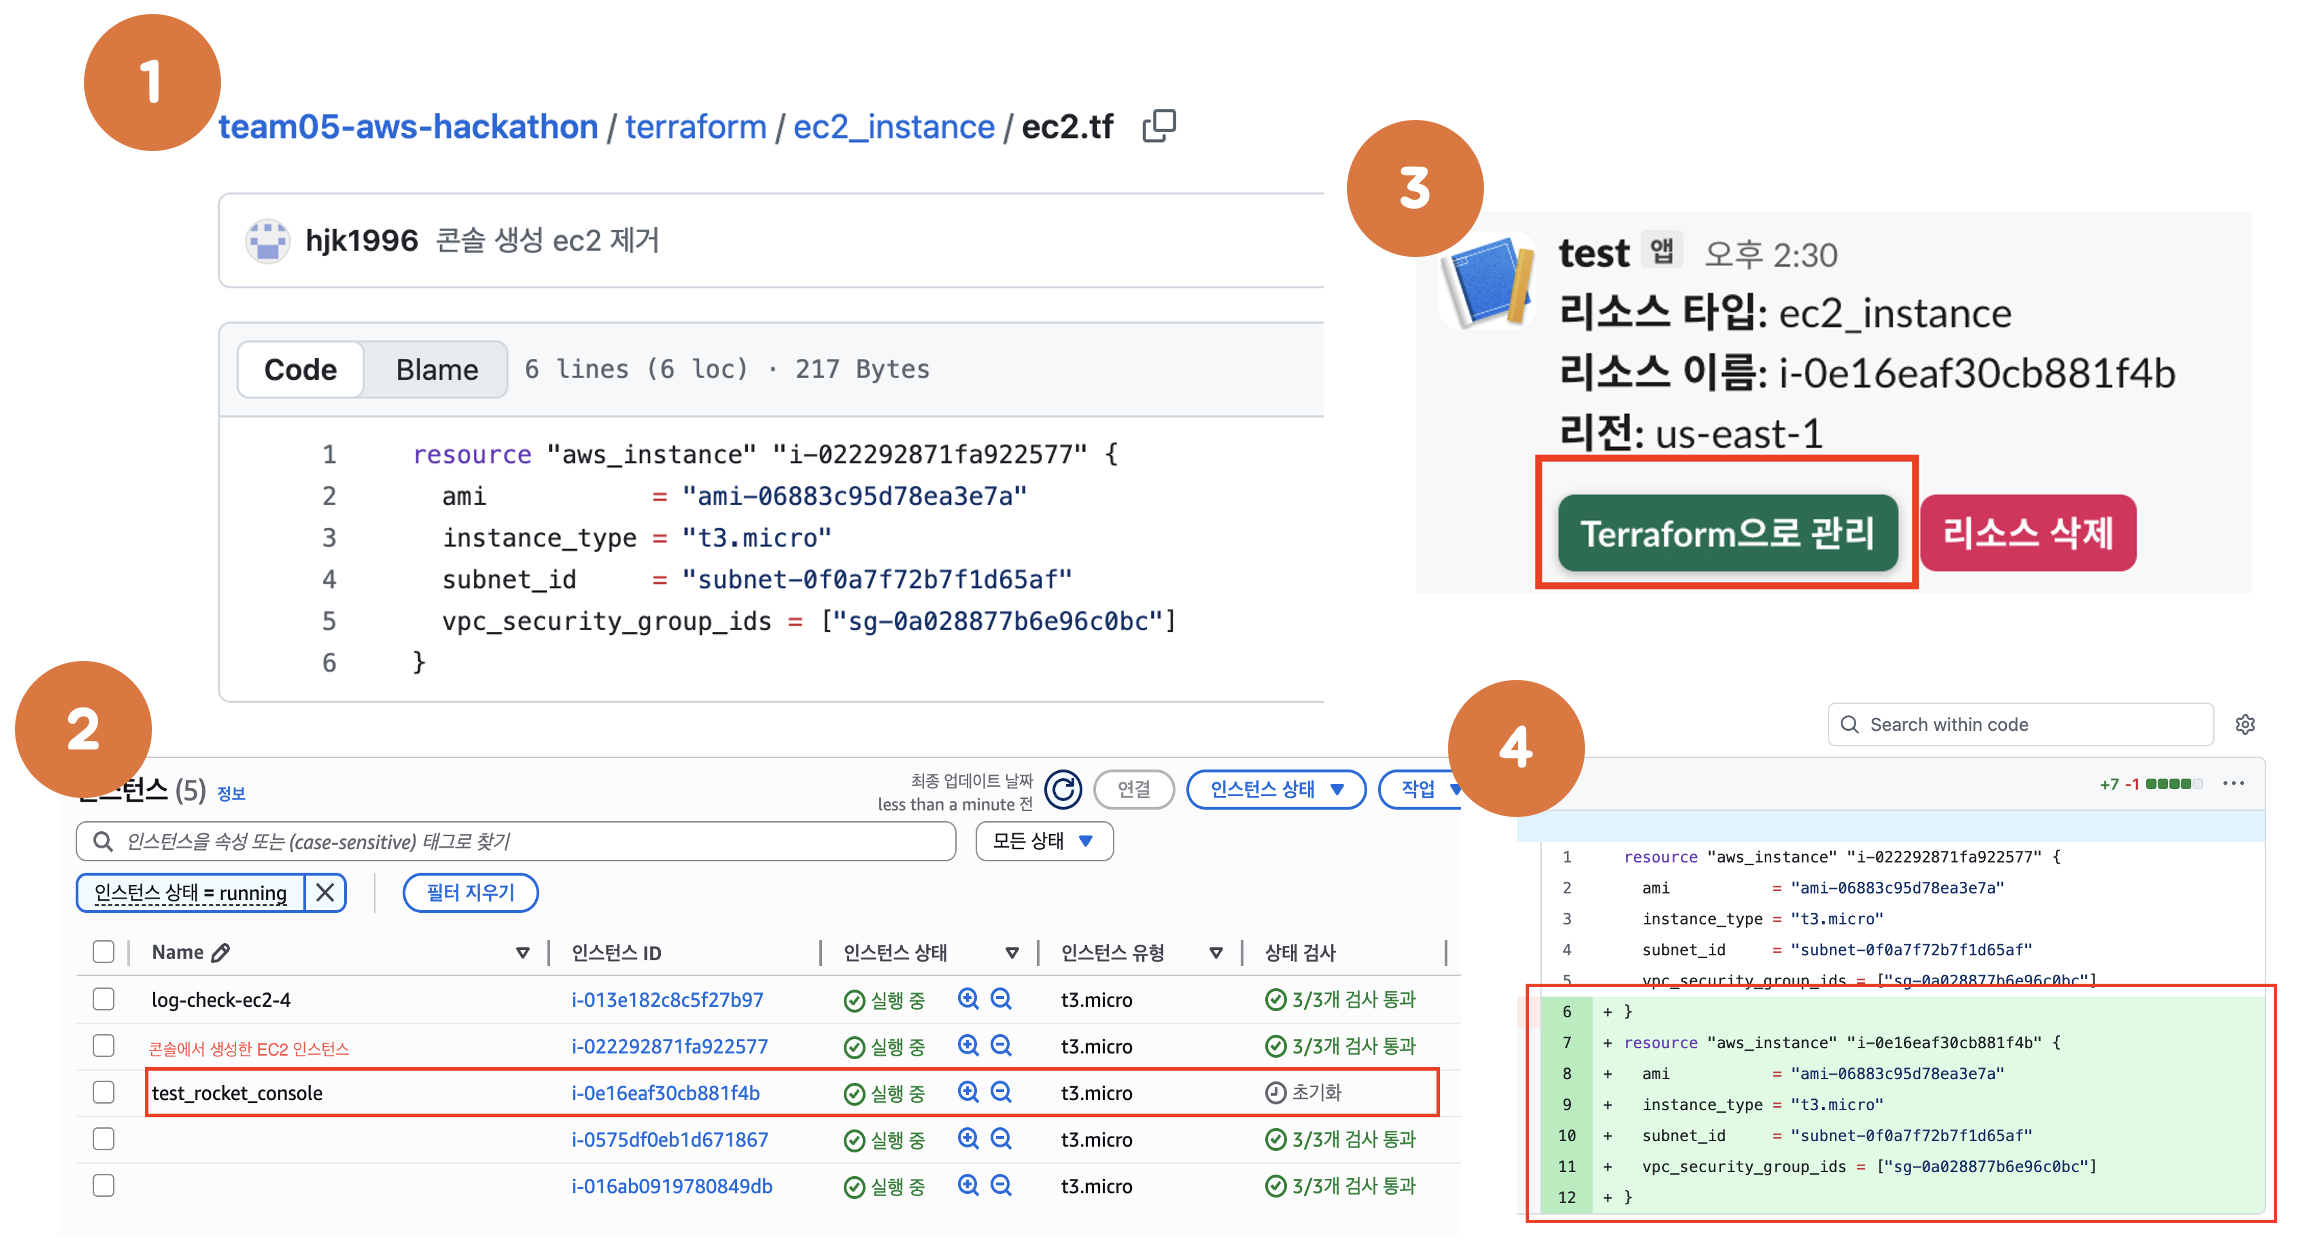 1
team05-aws-hackathon / terraform / ec2_instance / ec2.tf
hjk1996 콘솔 생성 ec2 제거
Code Blame 6 lines (6 loc) · 217 Bytes
1 resource "aws_instance" "i-022292871fa922577" {
2 ami = "ami-06883c95d78ea3e7a"
3 instance_type = "t3.micro"
4 subnet_id = "subnet-0f0a7f72b7f1d65af"
5 vpc_security_group_ids = ["sg-0a028877b6e96c0bc"]
6 }
2
인스턴스 (5) 정보
최종 업데이트 날짜
less than a minute 전
연결 인스턴스 상태 작업
인스턴스을 속성 또는 (case-sensitive) 태그로 찾기
모든 상태
인스턴스 상태 = running
필터 지우기
Name 인스턴스 ID 인스턴스 상태 인스턴스 유형 상태 검사
log-check-ec2-4 i-013e182c8c5f27b97 실행 중 t3.micro 3/3개 검사 통과
콘솔에서 생성한 EC2 인스턴스 i-022292871fa922577 실행 중 t3.micro 3/3개 검사 통과
test_rocket_console i-0e16eaf30cb881f4b 실행 중 t3.micro 초기화
i-0575df0eb1d671867 실행 중 t3.micro 3/3개 검사 통과
i-016ab0919780849db 실행 중 t3.micro 3/3개 검사 통과
3
test 앱 오후 2:30
리소스 타입: ec2_instance
리소스 이름: i-0e16eaf30cb881f4b
리전: us-east-1
Terraform으로 관리 리소스 삭제
4
Search within code
+7 -1
1 resource "aws_instance" "i-022292871fa922577" {
2 ami = "ami-06883c95d78ea3e7a"
3 instance_type = "t3.micro"
4 subnet_id = "subnet-0f0a7f72b7f1d65af"
5 vpc_security_group_ids = ["sg-0a028877b6e96c0bc"]
6 + }
7 + resource "aws_instance" "i-0e16eaf30cb881f4b" {
8 + ami = "ami-06883c95d78ea3e7a"
9 + instance_type = "t3.micro"
10 + subnet_id = "subnet-0f0a7f72b7f1d65af"
11 + vpc_security_group_ids = ["sg-0a028877b6e96c0bc"]
12 + }